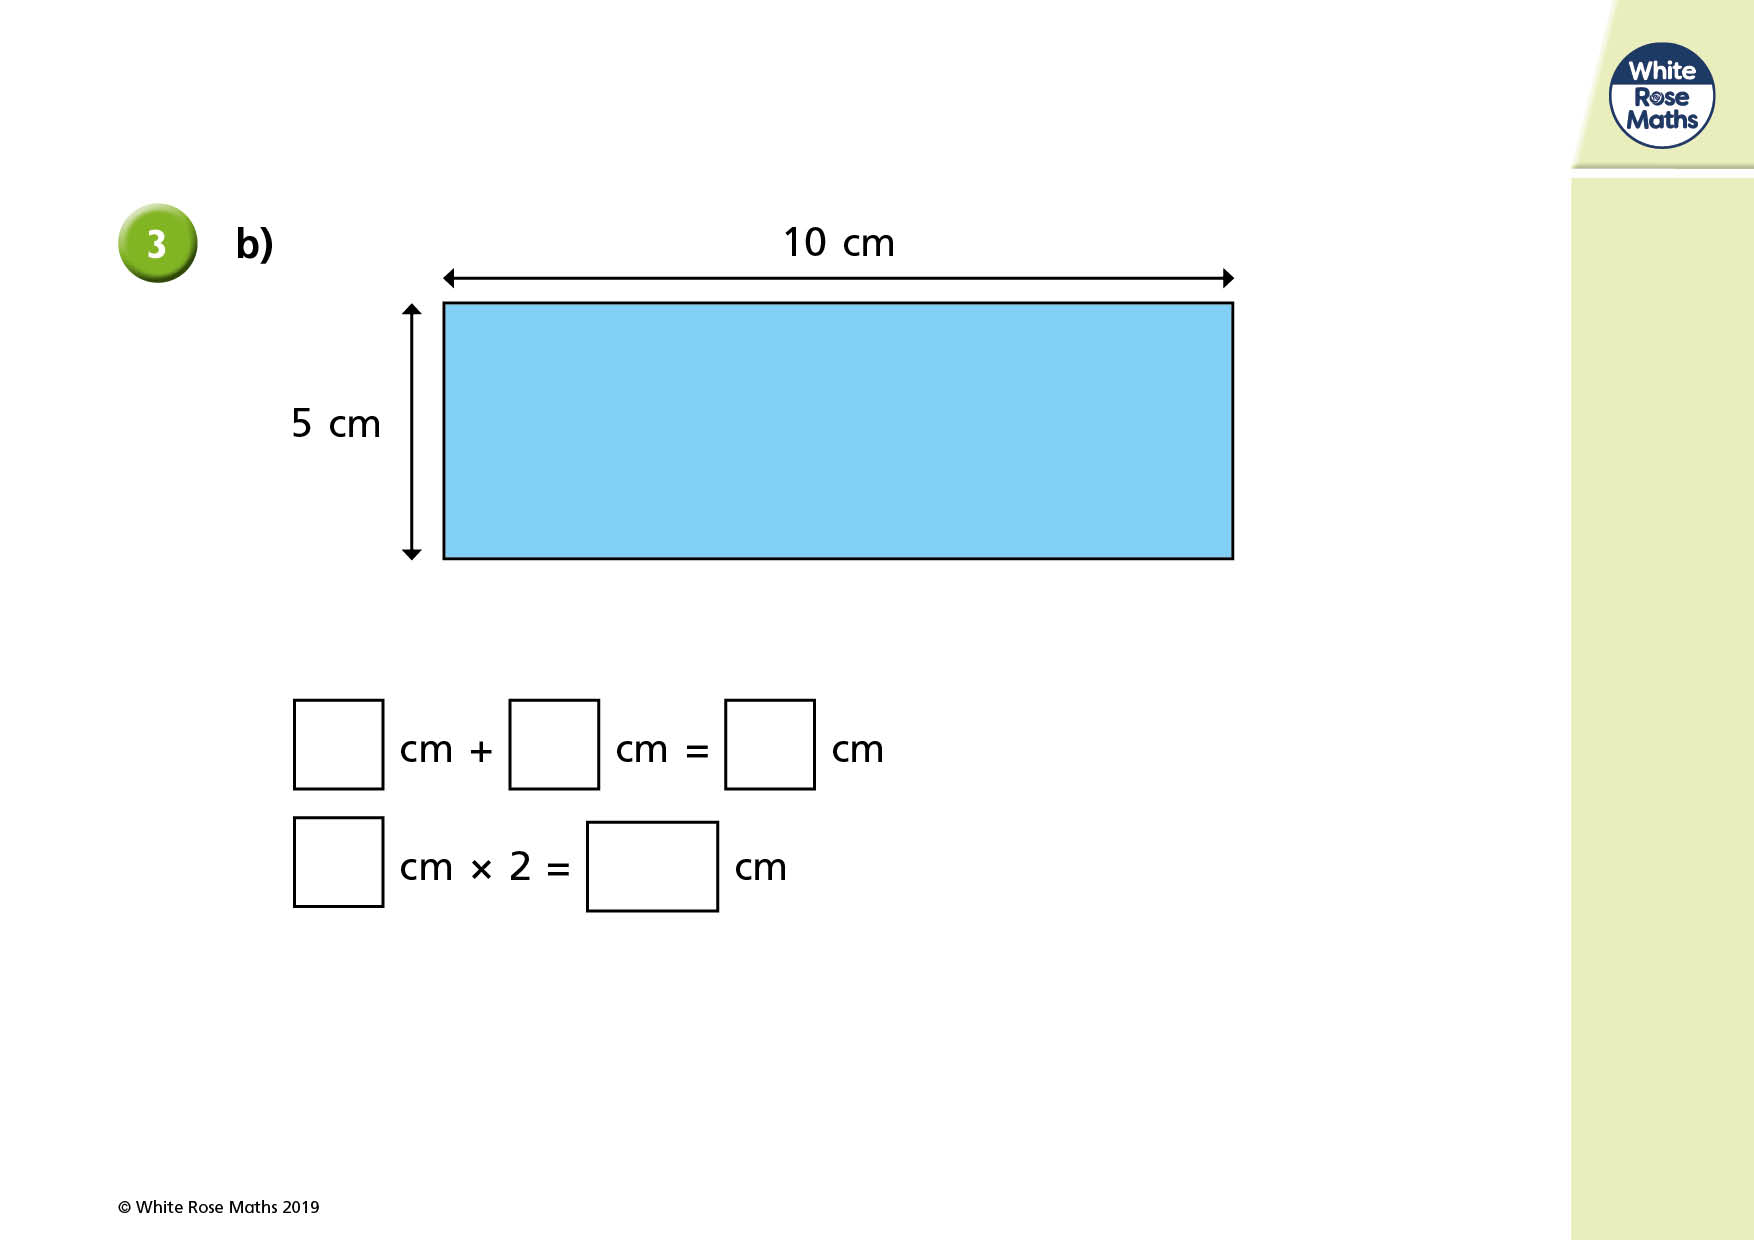 White
Rose
Maths
3 b)
10 cm
5 cm
cm + cm = cm
cm × 2 = cm
© White Rose Maths 2019